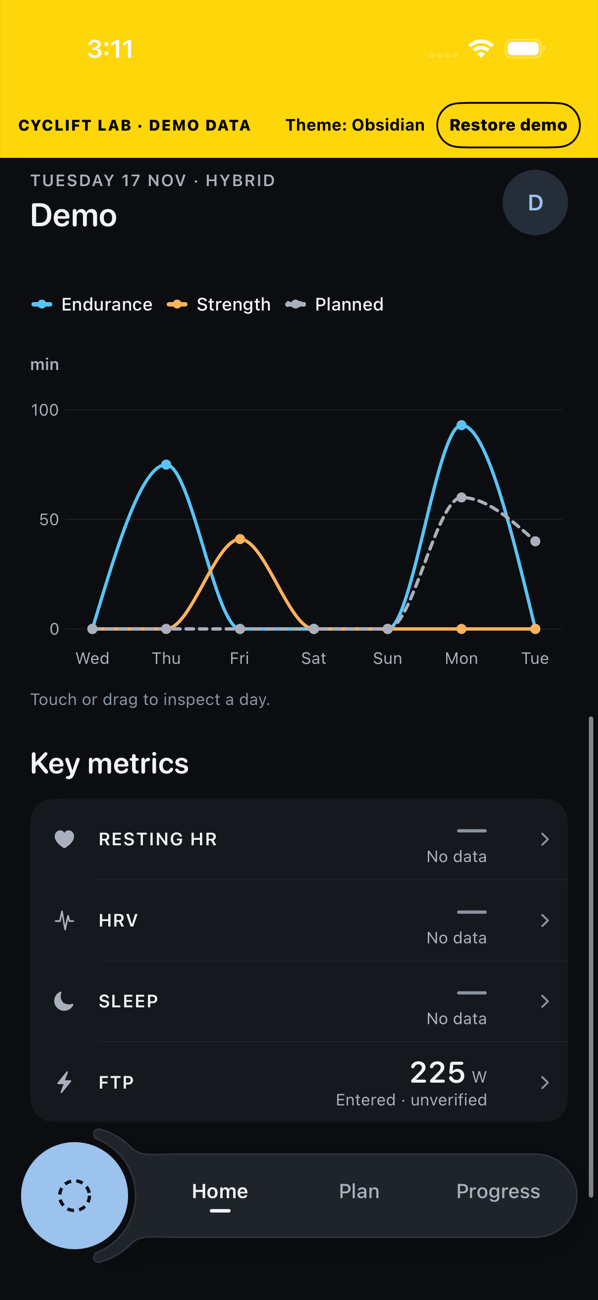 3:11
CYCLIFT LAB · DEMO DATA Theme: Obsidian Restore demo
TUESDAY 17 NOV · HYBRID
Demo
D
Endurance Strength Planned
min
100
50
0
Wed Thu Fri Sat Sun Mon Tue
Touch or drag to inspect a day.
Key metrics
RESTING HR
No data
HRV
No data
SLEEP
No data
FTP 225 W
Entered · unverified
Home Plan Progress